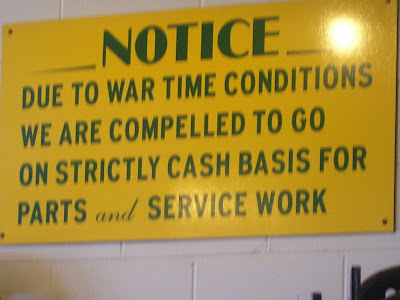 NOTICE
DUE TO WAR TIME CONDITIONS
WE ARE COMPELLED TO GO
ON STRICTLY CASH BASIS FOR
PARTS and SERVICE WORK